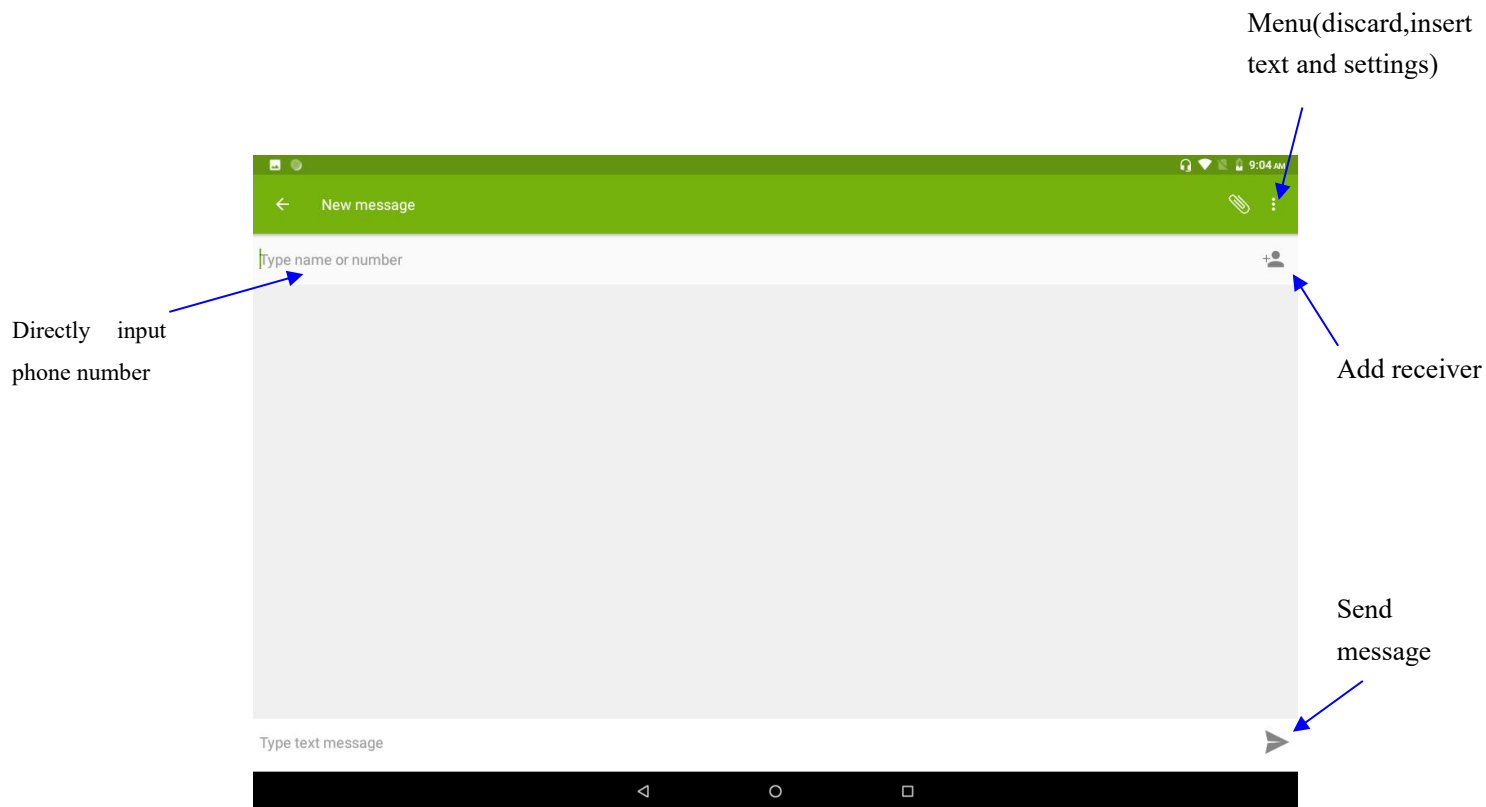 Menu(discard,insert
text and settings)
9:04 AM
New message
Type name or number
Directly input
phone number
Add receiver
Send
message
Type text message